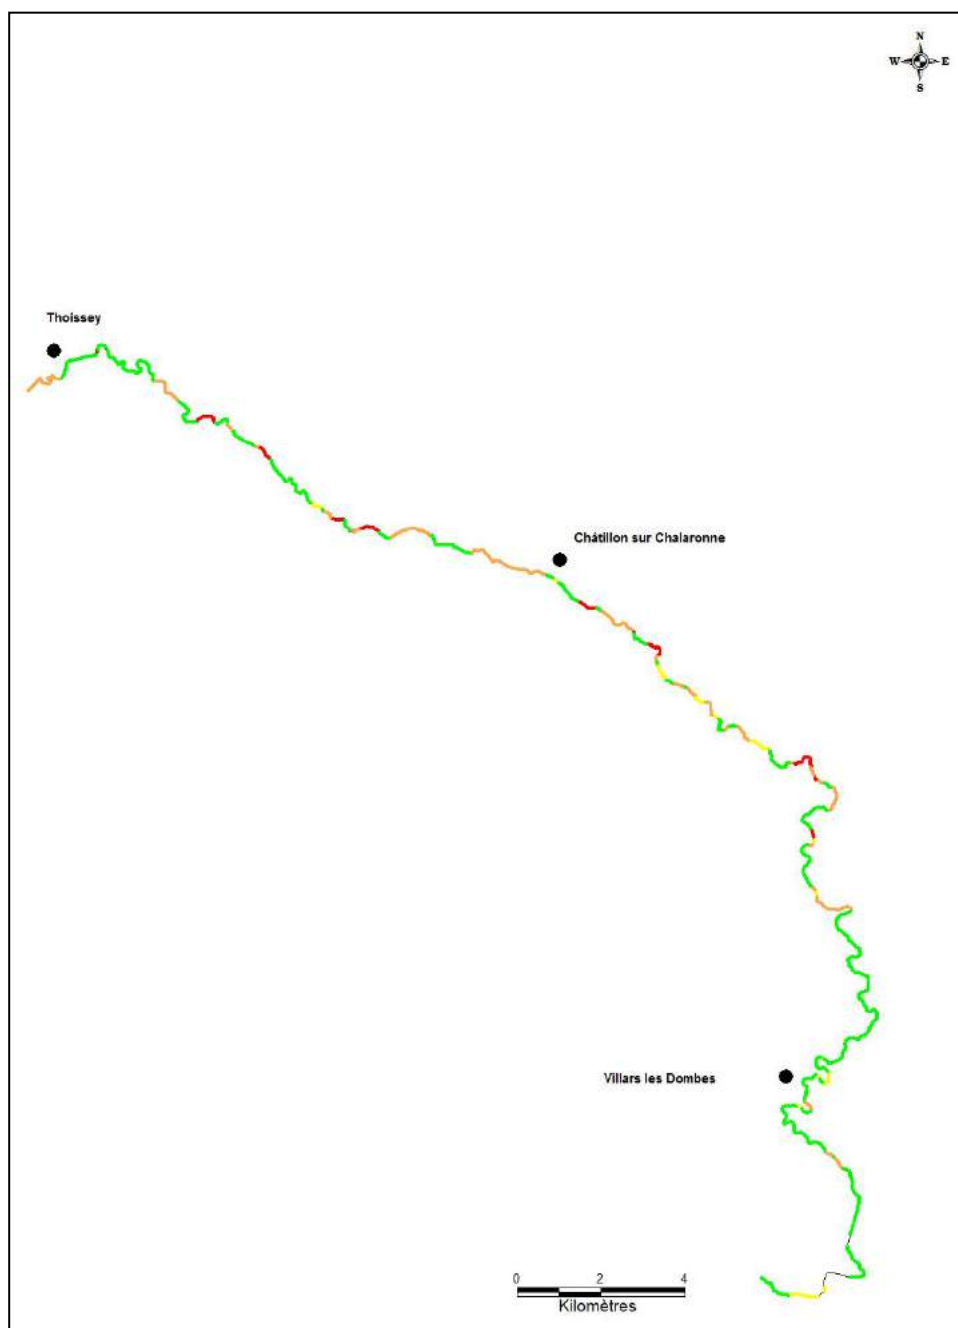 N
W E
S
Thoissey
Châtillon sur Chalaronne
Villars les Dombes
0 2 4
Kilomètres